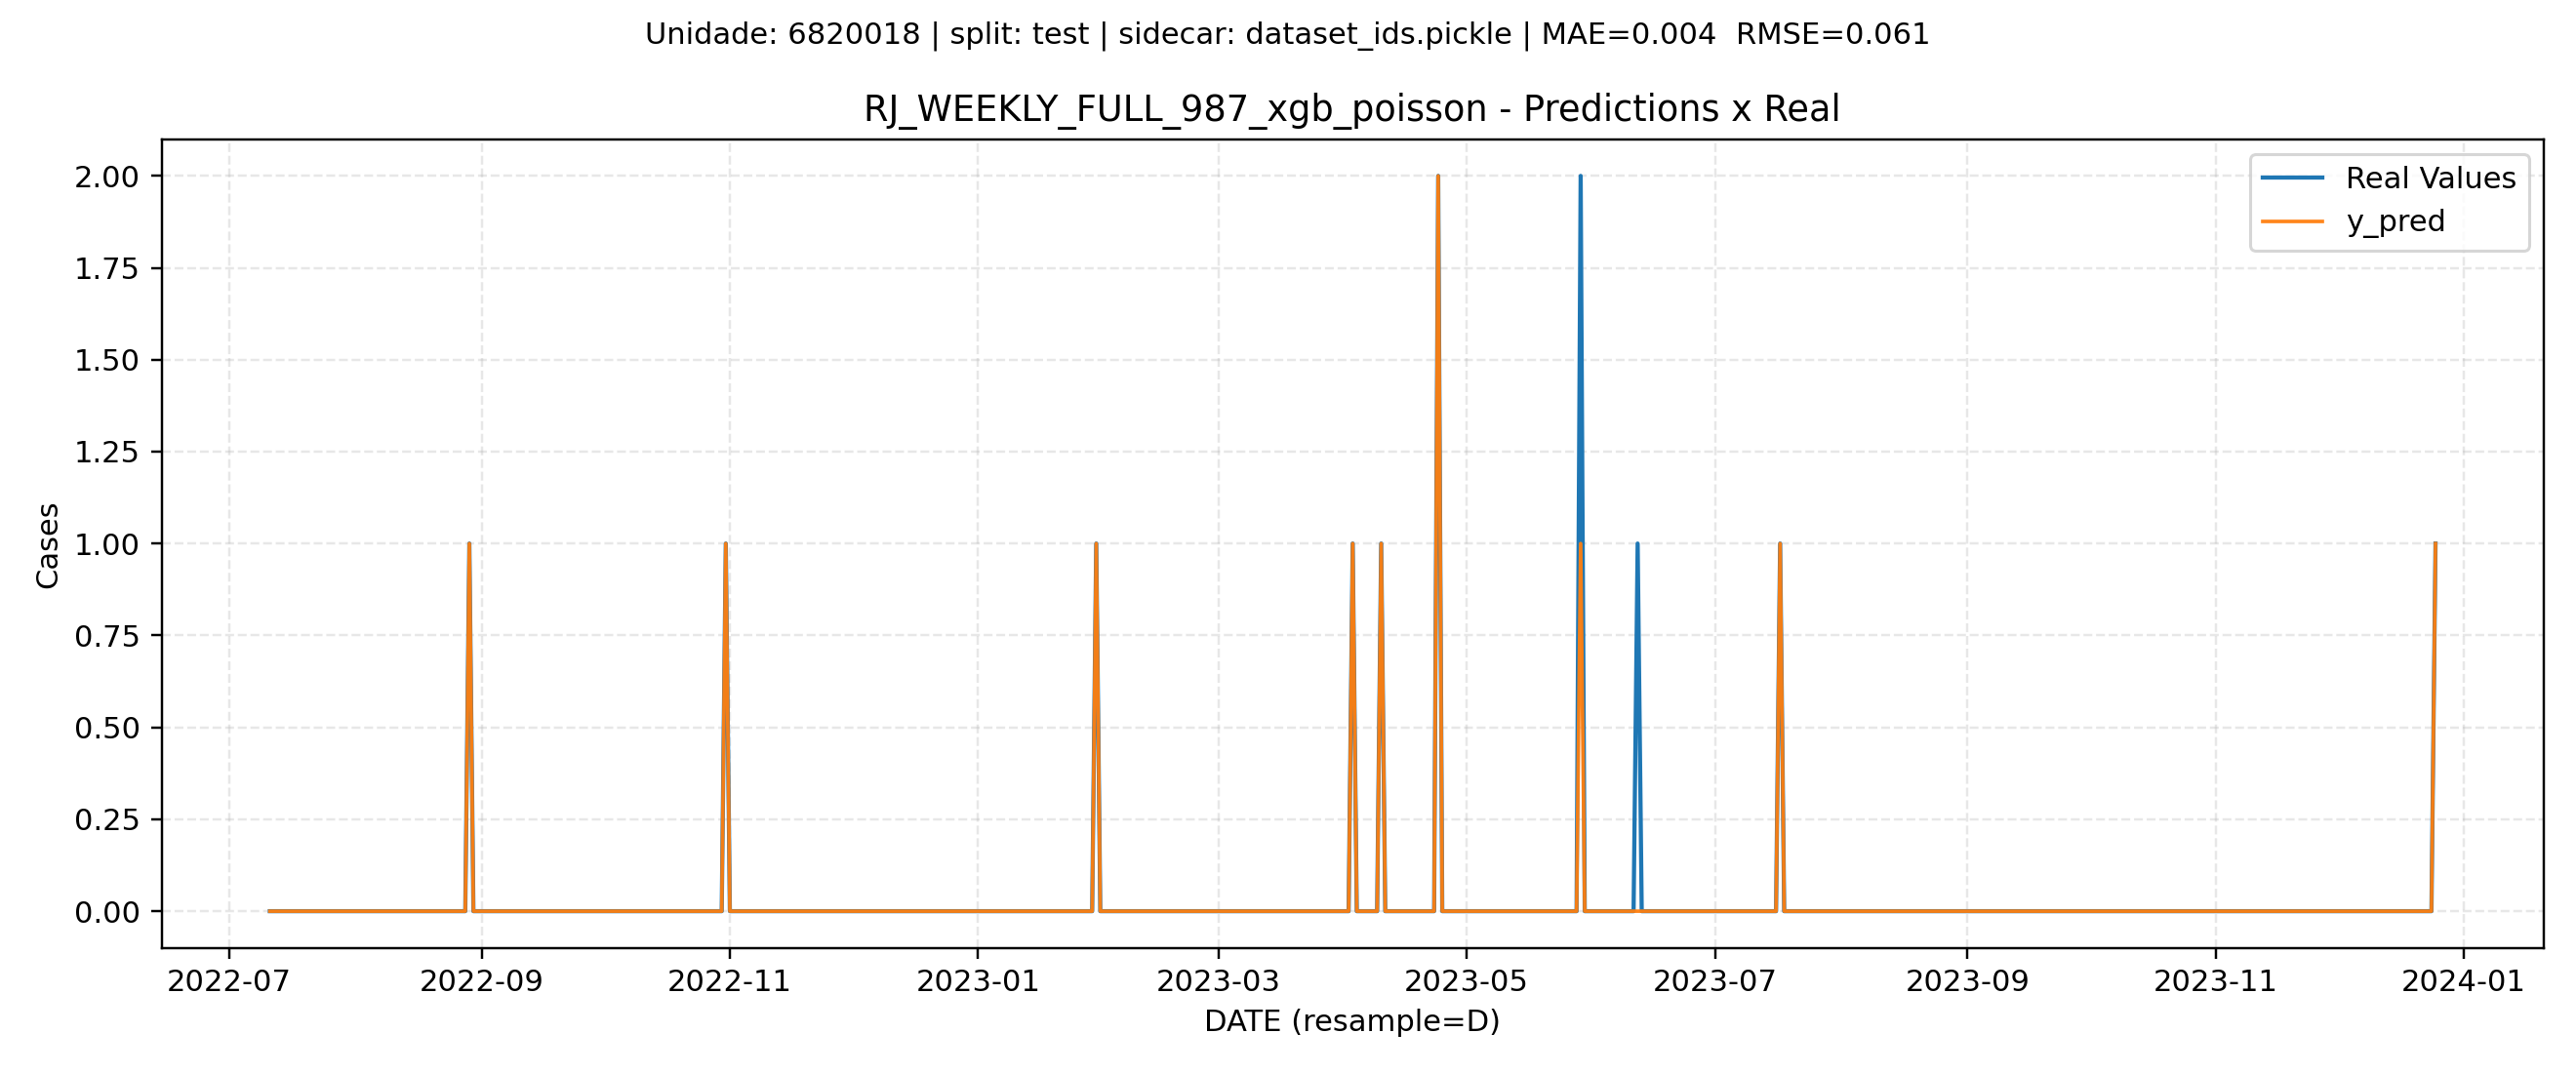 Unidade: 6820018 | split: test | sidecar: dataset_ids.pickle | MAE=0.004  RMSE=0.061
RJ_WEEKLY_FULL_987_xgb_poisson - Predictions x Real
Real Values
y_pred
Cases
2.00
1.75
1.50
1.25
1.00
0.75
0.50
0.25
0.00
2022-07 2022-09 2022-11 2023-01 2023-03 2023-05 2023-07 2023-09 2023-11 2024-01
DATE (resample=D)